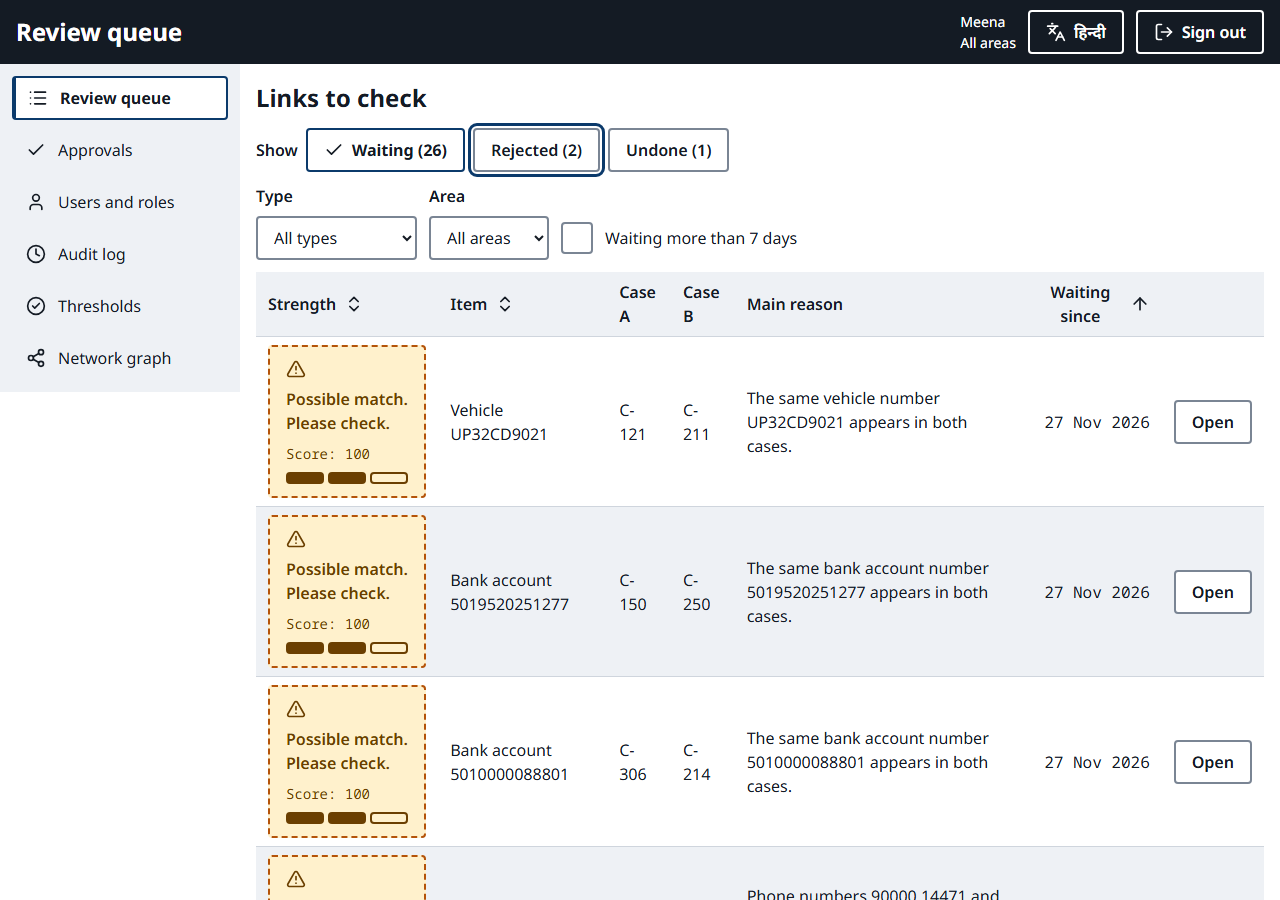 Review queue
Meena
All areas
हिन्दी
Sign out
Review queue
Approvals
Users and roles
Audit log
Thresholds
Network graph
Links to check
Show
Waiting (26)
Rejected (2)
Undone (1)
Type
Area
All types
All areas
Waiting more than 7 days
Strength
Item
Case
A
Case
B
Main reason
Waiting
since
Possible match.
Please check.
Score: 100
Vehicle
UP32CD9021
C-
121
C-
211
The same vehicle number
UP32CD9021 appears in both
cases.
27 Nov 2026
Open
Possible match.
Please check.
Score: 100
Bank account
5019520251277
C-
150
C-
250
The same bank account number
5019520251277 appears in both
cases.
27 Nov 2026
Open
Possible match.
Please check.
Score: 100
Bank account
5010000088801
C-
306
C-
214
The same bank account number
5010000088801 appears in both
cases.
27 Nov 2026
Open
Phone numbers 90000 14471 and